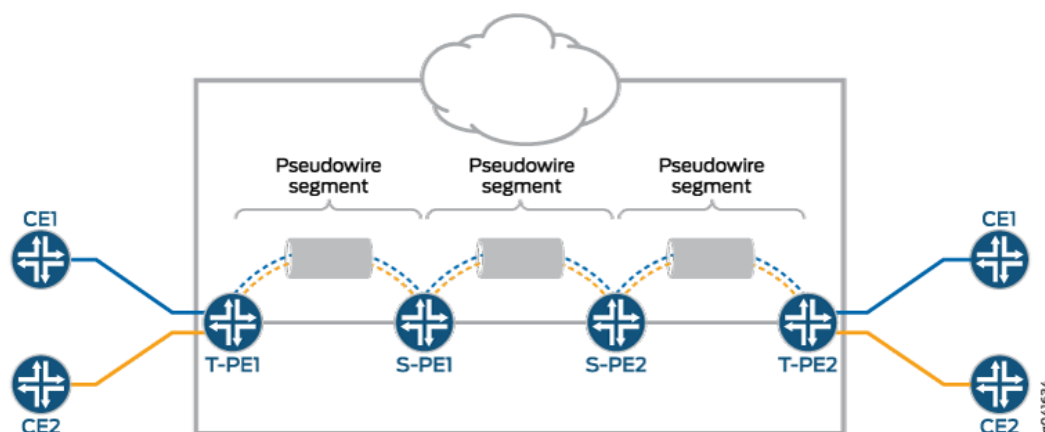 Pseudowire
segment
Pseudowire
segment
Pseudowire
segment
CE1
CE1
T-PE1
S-PE1
S-PE2
T-PE2
CE2
CE2